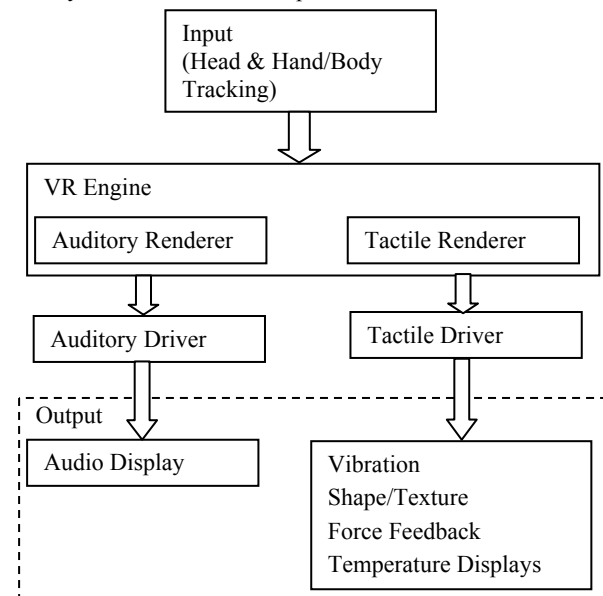 Input
(Head & Hand/Body
Tracking)
VR Engine
Auditory Renderer
Tactile Renderer
Auditory Driver
Tactile Driver
Output
Audio Display
Vibration
Shape/Texture
Force Feedback
Temperature Displays